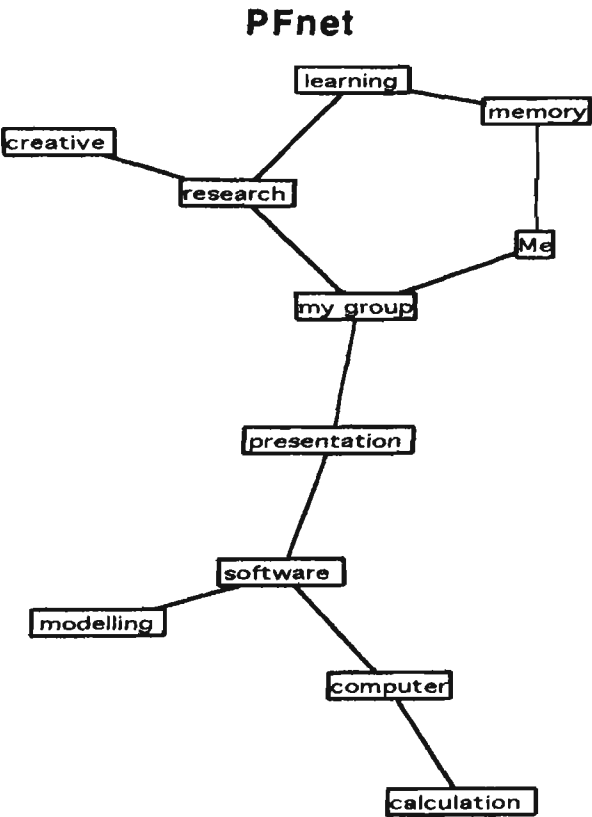 PFnet
learning
memory
creative
research
Me
my group
presentation
software
modelling
computer
calculation